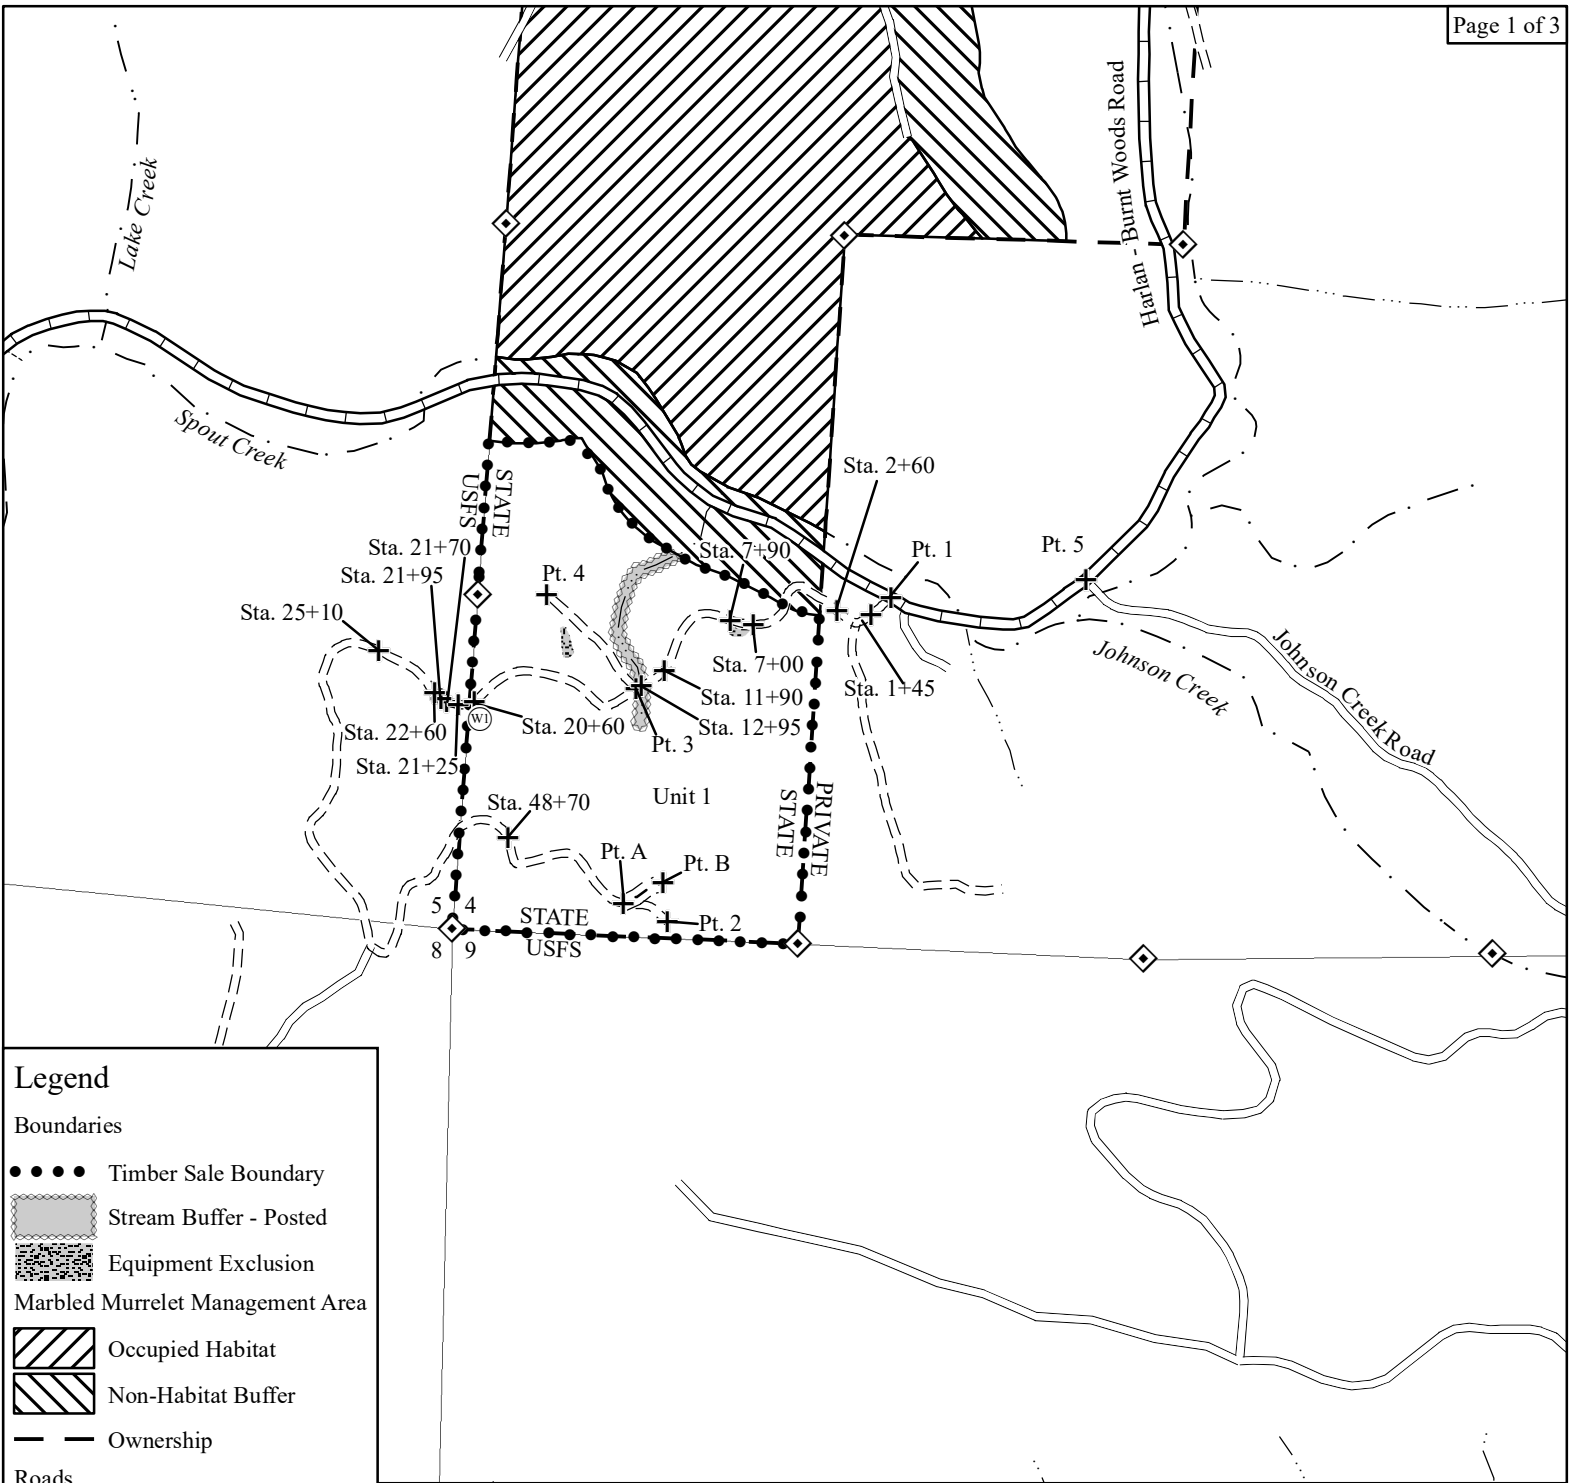 Page 1 of 3
Harlan - Burnt Woods Road
Lake Creek
Spout Creek
STATE
USFS
Sta. 2+60
Sta. 21+70
Sta. 7+90
Pt. 1
Pt. 5
Sta. 21+95
Pt. 4
Sta. 25+10
Sta. 7+00
Johnson Creek
Johnson Creek Road
Sta. 11+90
Sta. 1+45
Sta. 22+60
W1
Sta. 20+60
Sta. 12+95
Pt. 3
Sta. 21+25
Unit 1
PRIVATE
STATE
Sta. 48+70
Pt. A
Pt. B
5 4
STATE
Pt. 2
8 9
USFS
Legend
Boundaries
Timber Sale Boundary
Stream Buffer - Posted
Equipment Exclusion
Marbled Murrelet Management Area
Occupied Habitat
Non-Habitat Buffer
Ownership
Roads